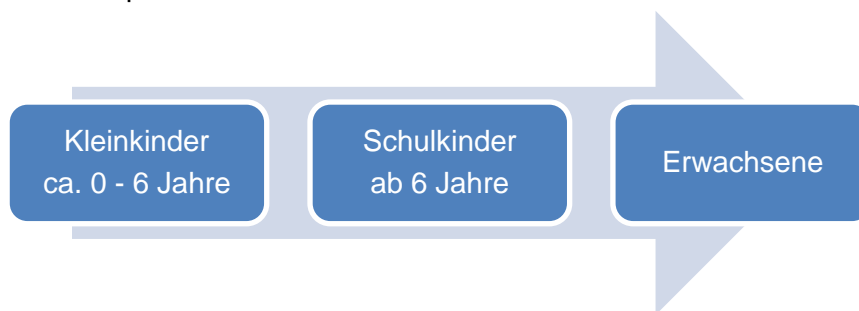 Kleinkinder
ca. 0 - 6 Jahre
Schulkinder
ab 6 Jahre
Erwachsene